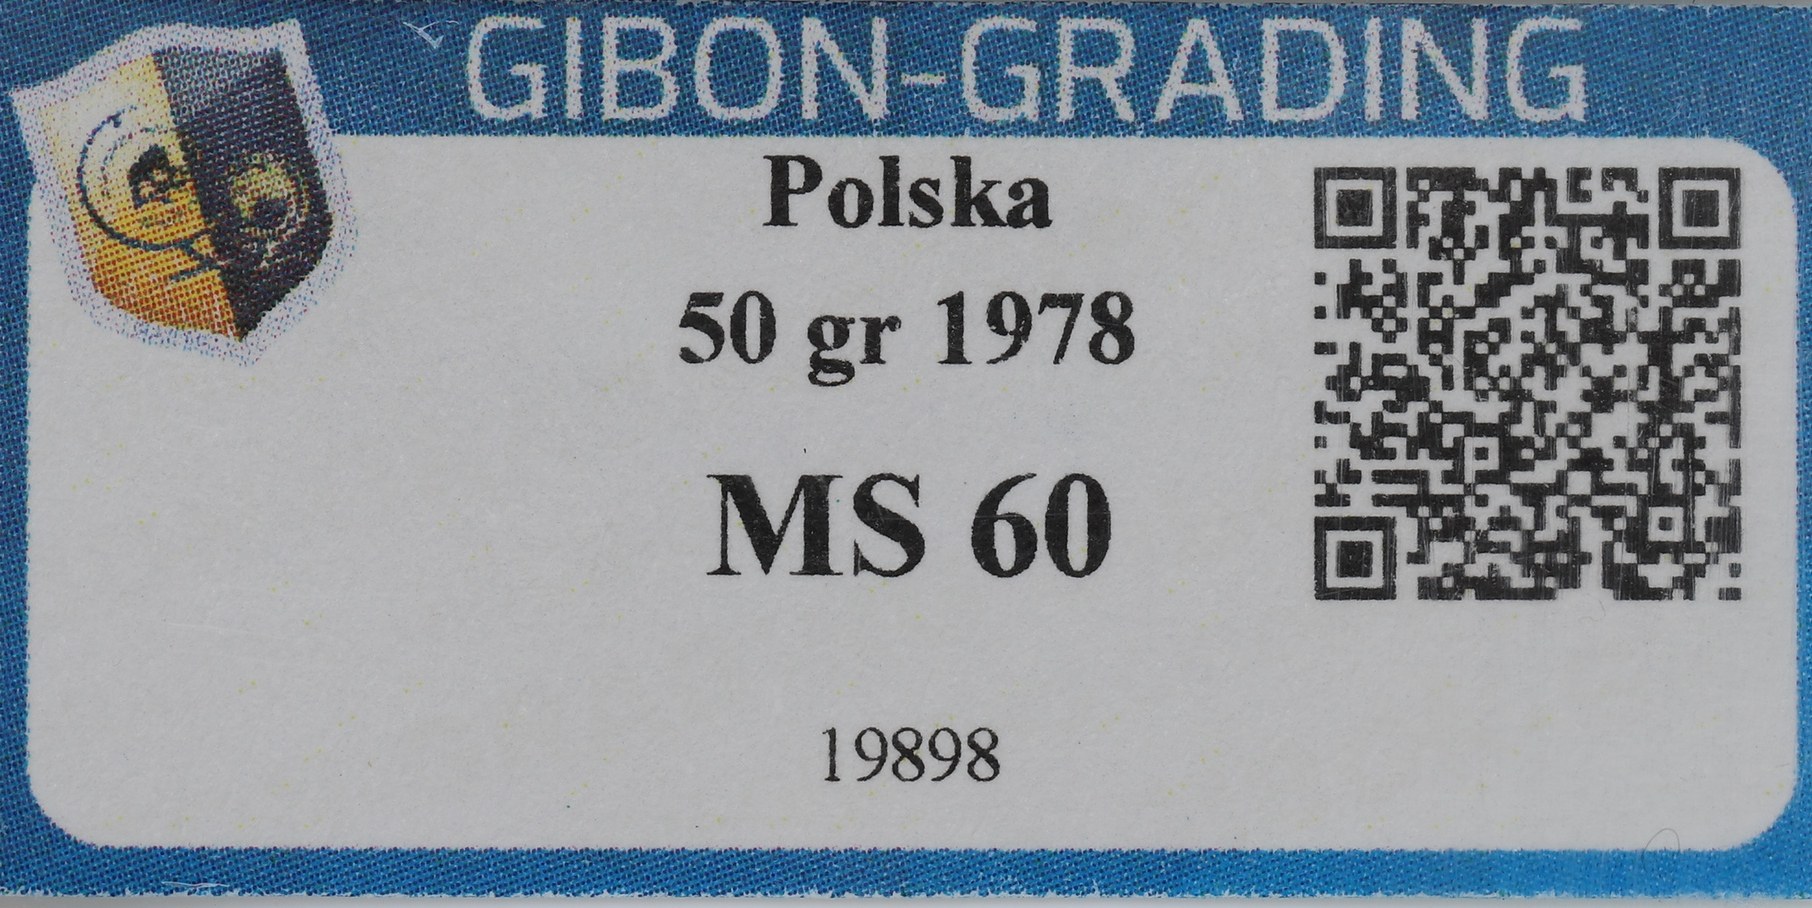 GIBON-GRADING
Polska
50 gr 1978
MS 60
19898